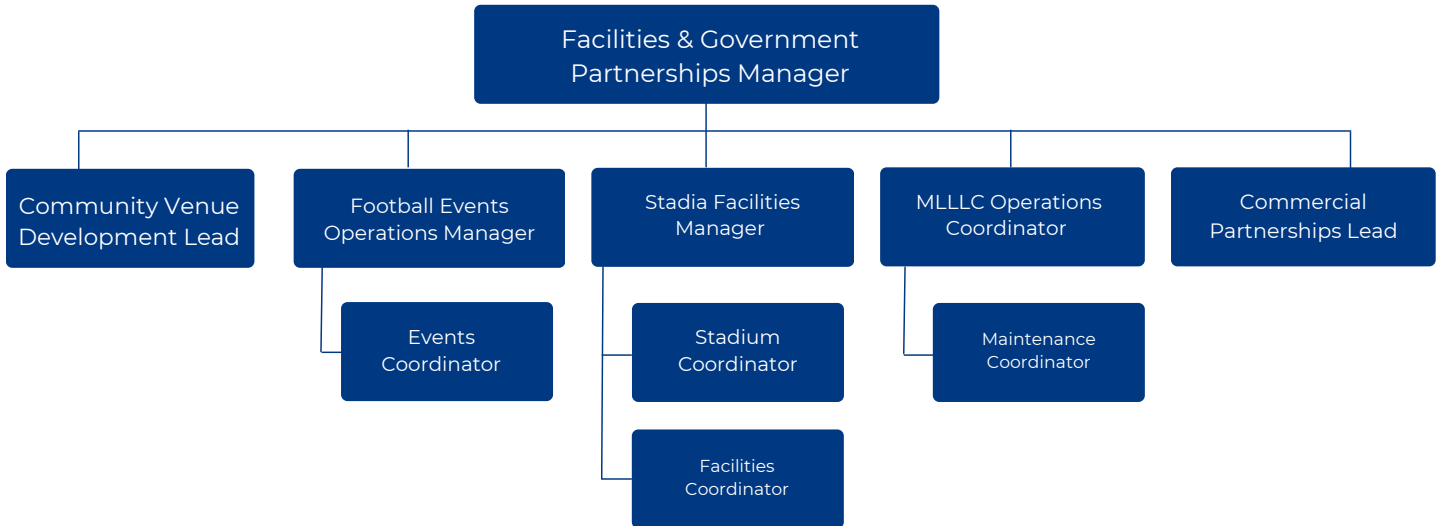 Facilities & Government
Partnerships Manager
Community Venue
Development Lead
Football Events
Operations Manager
Stadia Facilities
Manager
MLLLC Operations
Coordinator
Commercial
Partnerships Lead
Events
Coordinator
Stadium
Coordinator
Maintenance
Coordinator
Facilities
Coordinator